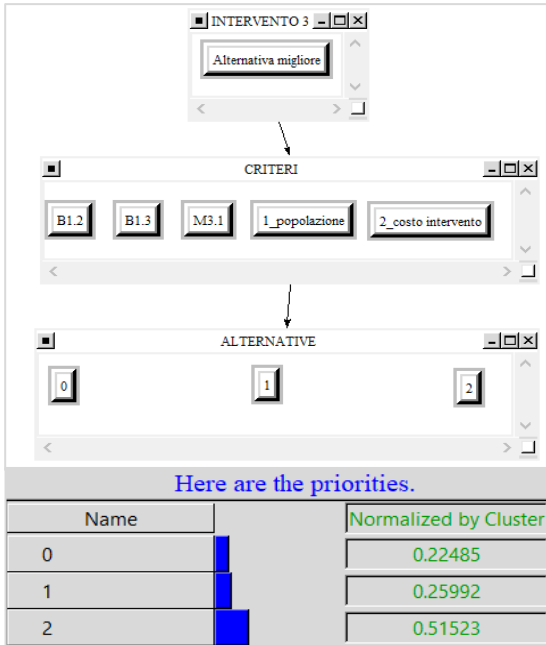 INTERVENTO 3
Alternativa migliore
CRITERI
B1.2 B1.3 M3.1 1_popolazione 2_costo intervento
ALTERNATIVE
0 1 2
Here are the priorities.
Name Normalized by Cluster
0 0.22485
1 0.25992
2 0.51523